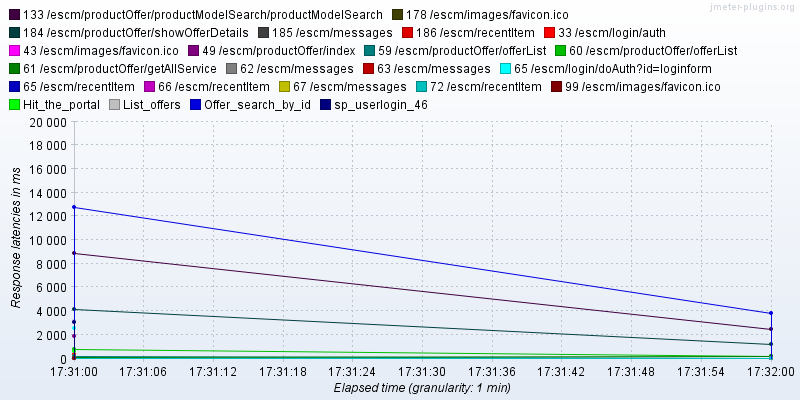 jmeter-plugins.org
133 /escm/productOffer/productModelSearch/productModelSearch 178 /escm/images/favicon.ico
184 /escm/productOffer/showOfferDetails 185 /escm/messages 186 /escm/recentItem 33 /escm/login/auth
43 /escm/images/favicon.ico 49 /escm/productOffer/index 59 /escm/productOffer/offerList 60 /escm/productOffer/offerList
61 /escm/productOffer/getAllService 62 /escm/messages 63 /escm/messages 65 /escm/login/doAuth?id=loginform
65 /escm/recentItem 66 /escm/recentItem 67 /escm/messages 72 /escm/recentItem 99 /escm/images/favicon.ico
Hit_the_portal List_offers Offer_search_by_id sp_userlogin_46
20 000
18 000
16 000
14 000
12 000
10 000
8 000
6 000
4 000
2 000
0
Response latencies in ms
17:31:00 17:31:06 17:31:12 17:31:18 17:31:24 17:31:30 17:31:36 17:31:42 17:31:48 17:31:54 17:32:00
Elapsed time (granularity: 1 min)